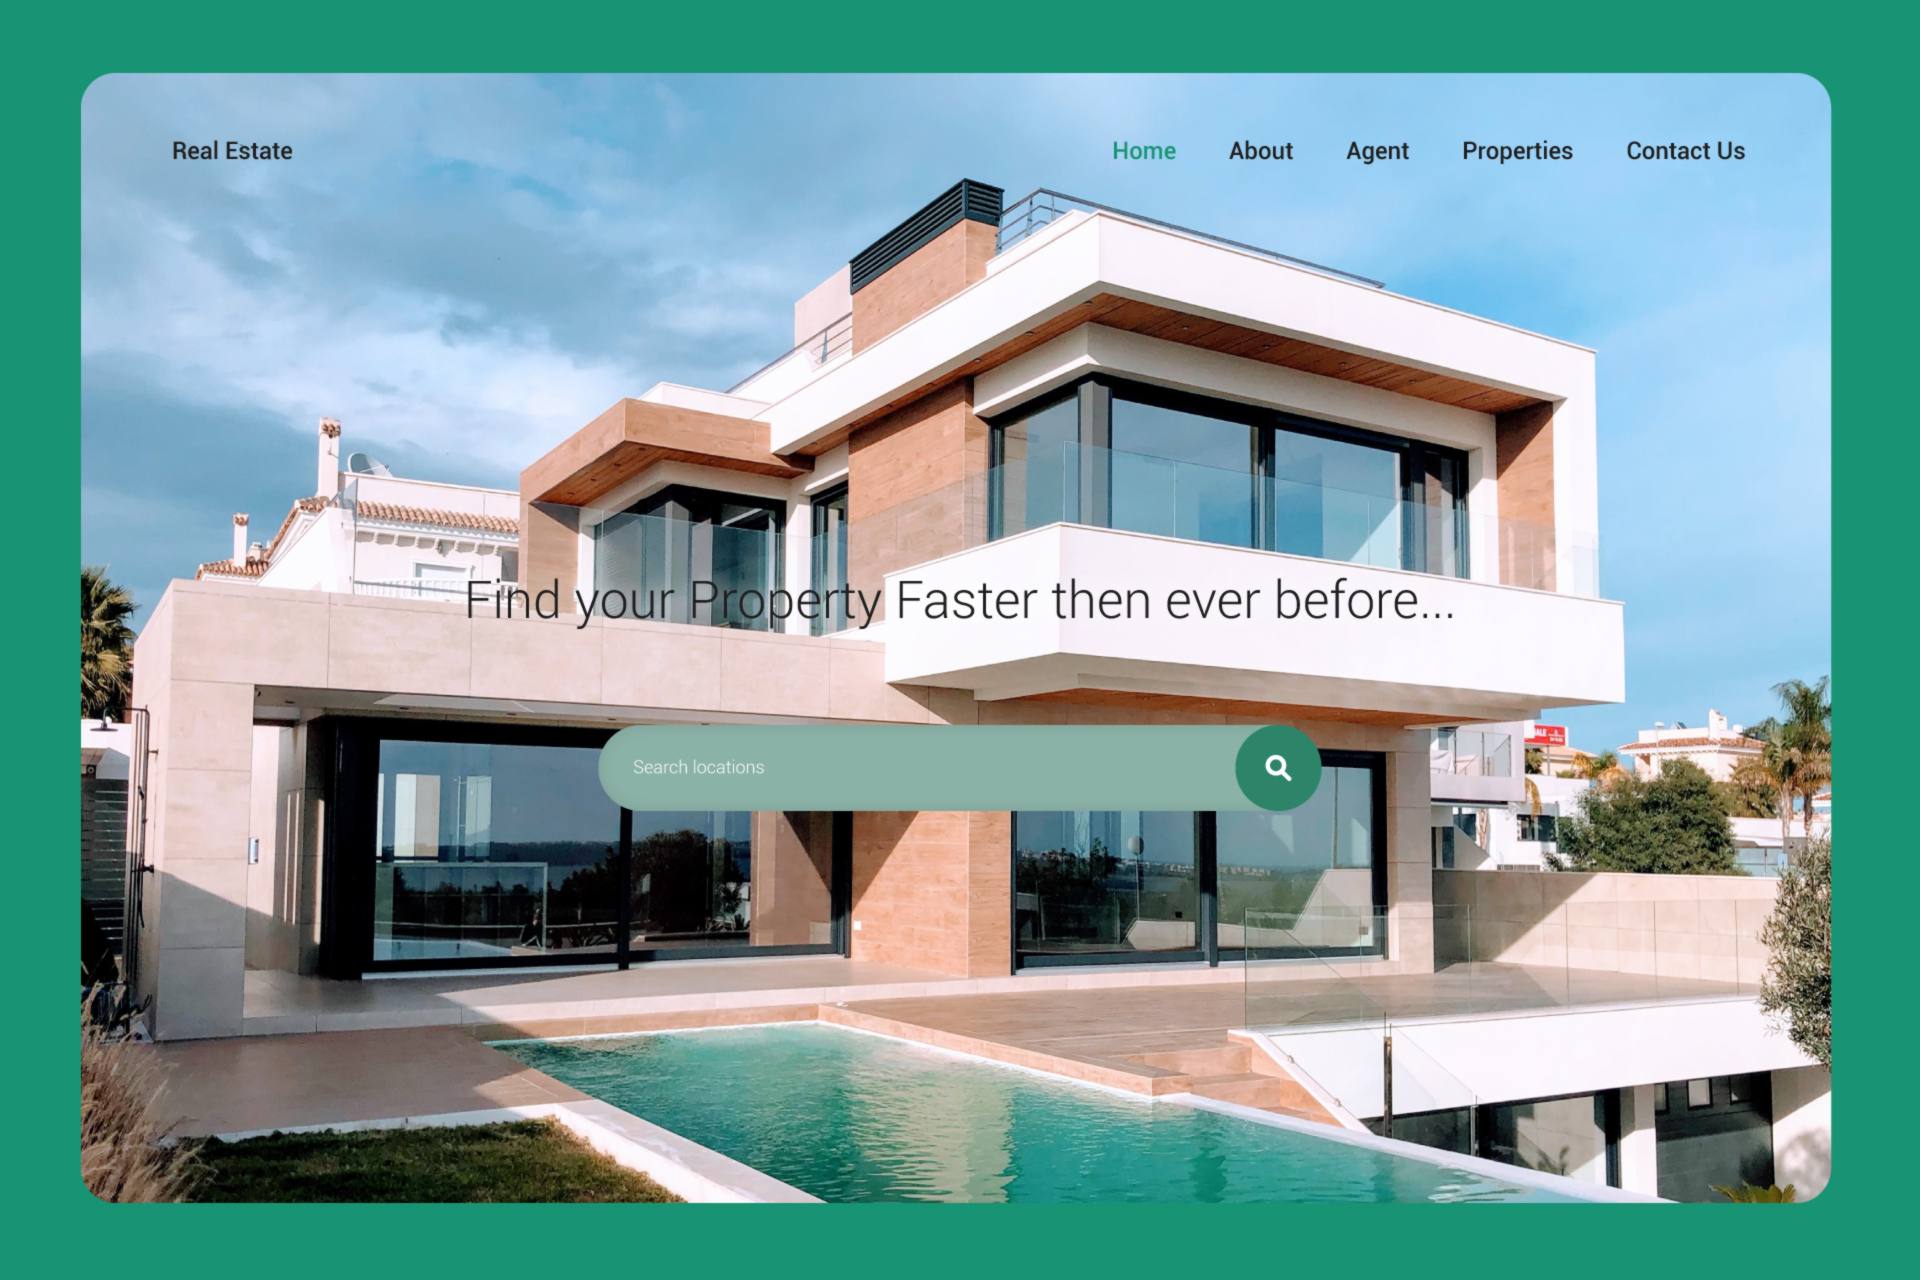 Real Estate
Home About Agent Properties Contact Us
Find your Property Faster then ever before...
Search locations